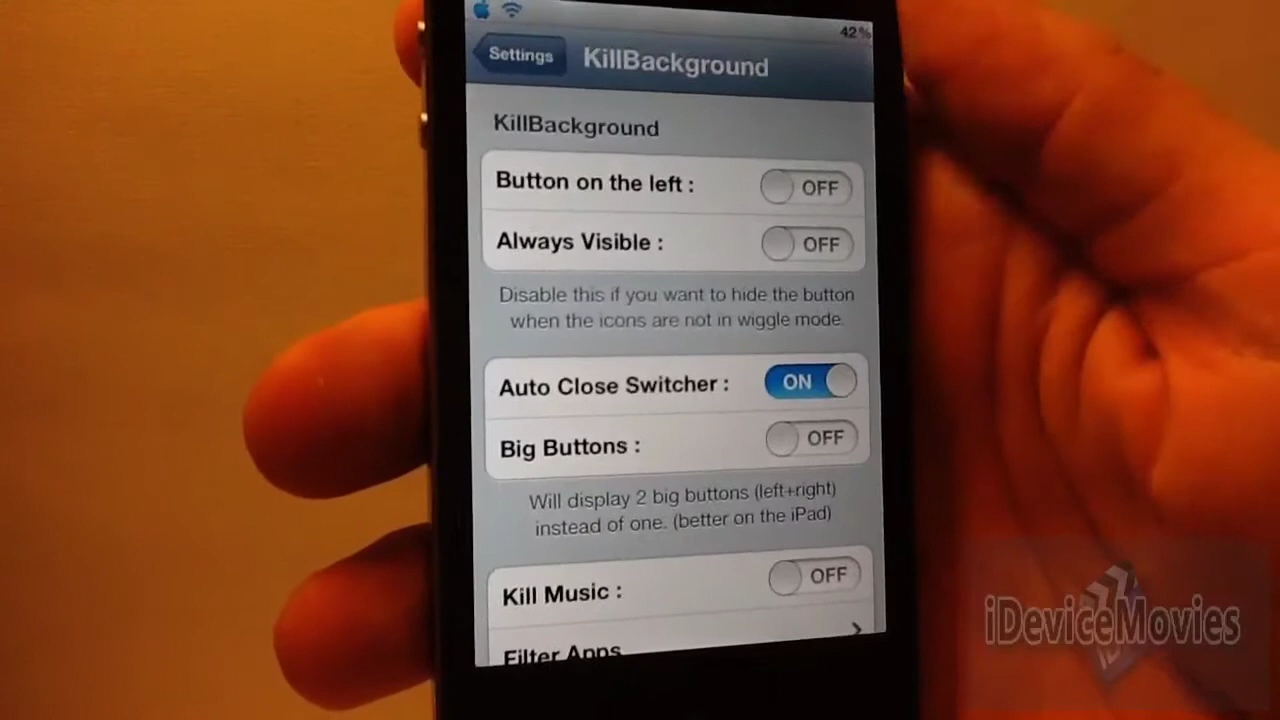 42%
Settings
KillBackground
KillBackground
Button on the left :
OFF
Always Visible :
OFF
Disable this if you want to hide the button
when the icons are not in wiggle mode.
Auto Close Switcher :
ON
Big Buttons :
OFF
Will display 2 big buttons (left+right)
instead of one. (better on the iPad)
Kill Music :
OFF
Filter Apps
iDeviceMovies